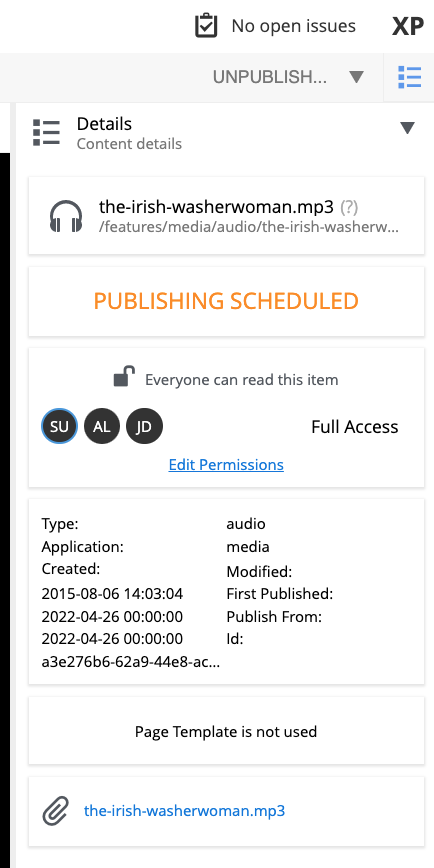 No open issues
XP
UNPUBLISH...
Details
Content details
the-irish-washerwoman.mp3 (?)
/features/media/audio/the-irish-washerw...
PUBLISHING SCHEDULED
Everyone can read this item
SU AL JD
Full Access
Edit Permissions
Type: audio
Application: media
Created: Modified:
2015-08-06 14:03:04 First Published:
2022-04-26 00:00:00 Publish From:
2022-04-26 00:00:00 Id:
a3e276b6-62a9-44e8-ac...
Page Template is not used
the-irish-washerwoman.mp3